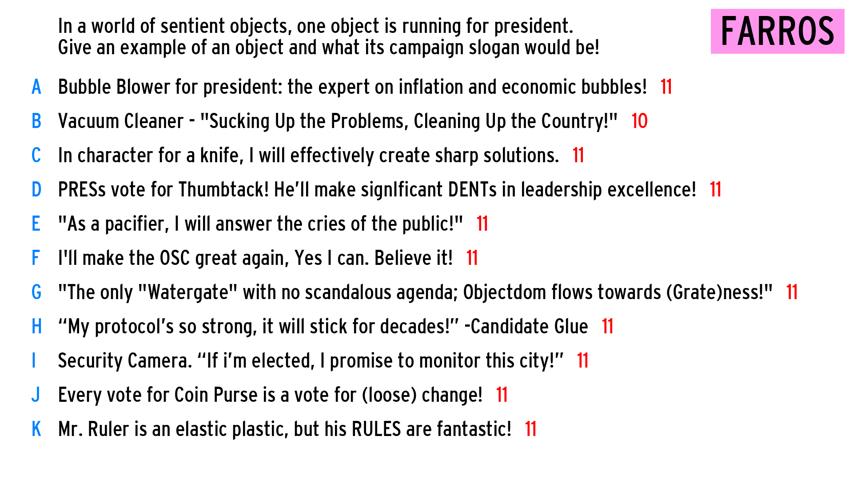 In a world of sentient objects, one object is running for president.
Give an example of an object and what its campaign slogan would be!
FARROS
A Bubble Blower for president: the expert on inflation and economic bubbles! 11
B Vacuum Cleaner - "Sucking Up the Problems, Cleaning Up the Country!" 10
C In character for a knife, I will effectively create sharp solutions. 11
D PRESs vote for Thumbtack! He'll make signIficant DENTs in leadership excellence! 11
E "As a pacifier, I will answer the cries of the public!" 11
F I'll make the OSC great again, Yes I can. Believe it! 11
G "The only "Watergate" with no scandalous agenda; Objectdom flows towards (Grate)ness!" 11
H “My protocol’s so strong, it will stick for decades!” -Candidate Glue 11
I Security Camera. “If i’m elected, I promise to monitor this city!” 11
J Every vote for Coin Purse is a vote for (loose) change! 11
K Mr. Ruler is an elastic plastic, but his RULES are fantastic! 11